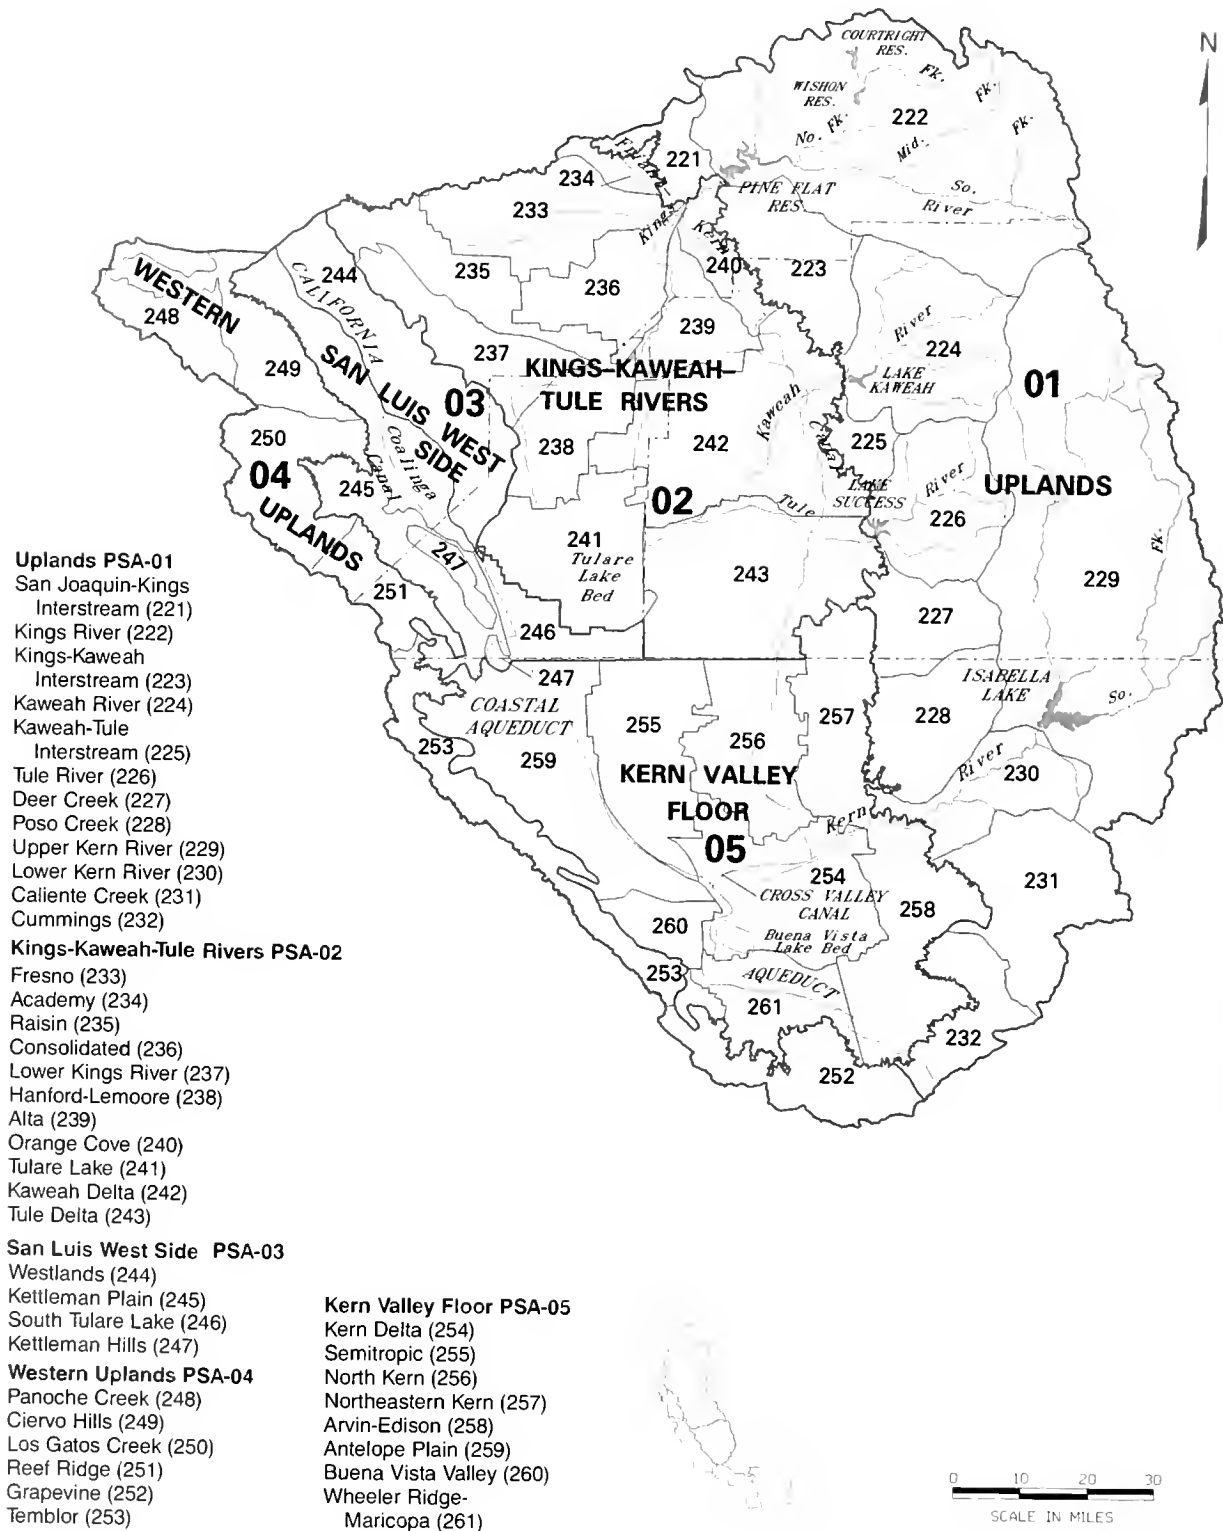 COURTRIGHT
RES.
N
WISHON
RES.
Fk.
Fk.
Fk.
No. Fk.
222
Mid.
221
Friant-
234
233
PINE FLAT
RES.
So.
River
Kings
Kern
240
223
244
235
236
CALIFORNIA
WESTERN
248
239
River
224
249
SAN LUIS WEST
SIDE
237
KINGS-KAWEAH-
TULE RIVERS
LAKE
KAWEAH
01
03
Kaweah
Canal
250
Coalinga
Canal
238
242
225
04
245
UPLANDS
02
River
UPLANDS
LAKE
SUCCESS
Tule
226
241
Tulare
Lake
Bed
Fk.
247
243
229
251
246
227
247
ISABELLA
LAKE
So.
COASTAL
AQUEDUCT
255
257
228
253
259
256
River
230
KERN VALLEY
FLOOR
05
Kern
254
231
CROSS VALLEY
CANAL
258
260
Buena Vista
Lake Bed
253
AQUEDUCT
261
232
252
Uplands PSA-01
San Joaquin-Kings
Interstream (221)
Kings River (222)
Kings-Kaweah
Interstream (223)
Kaweah River (224)
Kaweah-Tule
Interstream (225)
Tule River (226)
Deer Creek (227)
Poso Creek (228)
Upper Kern River (229)
Lower Kern River (230)
Caliente Creek (231)
Cummings (232)
Kings-Kaweah-Tule Rivers PSA-02
Fresno (233)
Academy (234)
Raisin (235)
Consolidated (236)
Lower Kings River (237)
Hanford-Lemoore (238)
Alta (239)
Orange Cove (240)
Tulare Lake (241)
Kaweah Delta (242)
Tule Delta (243)
San Luis West Side PSA-03
Westlands (244)
Kettleman Plain (245)
South Tulare Lake (246)
Kettleman Hills (247)
Western Uplands PSA-04
Panoche Creek (248)
Ciervo Hills (249)
Los Gatos Creek (250)
Reef Ridge (251)
Grapevine (252)
Temblor (253)
Kern Valley Floor PSA-05
Kern Delta (254)
Semitropic (255)
North Kern (256)
Northeastern Kern (257)
Arvin-Edison (258)
Antelope Plain (259)
Buena Vista Valley (260)
Wheeler Ridge-
Maricopa (261)
0 10 20 30
SCALE IN MILES